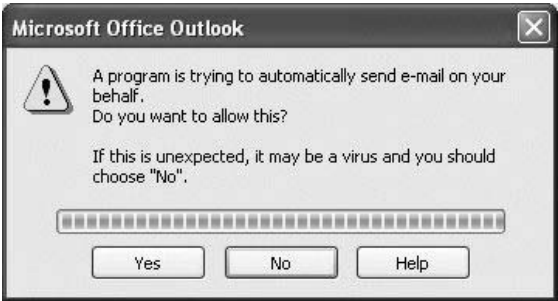 Microsoft Office Outlook
A program is trying to automatically send e-mail on your
behalf.
Do you want to allow this?
If this is unexpected, it may be a virus and you should
choose "No".
Yes No Help